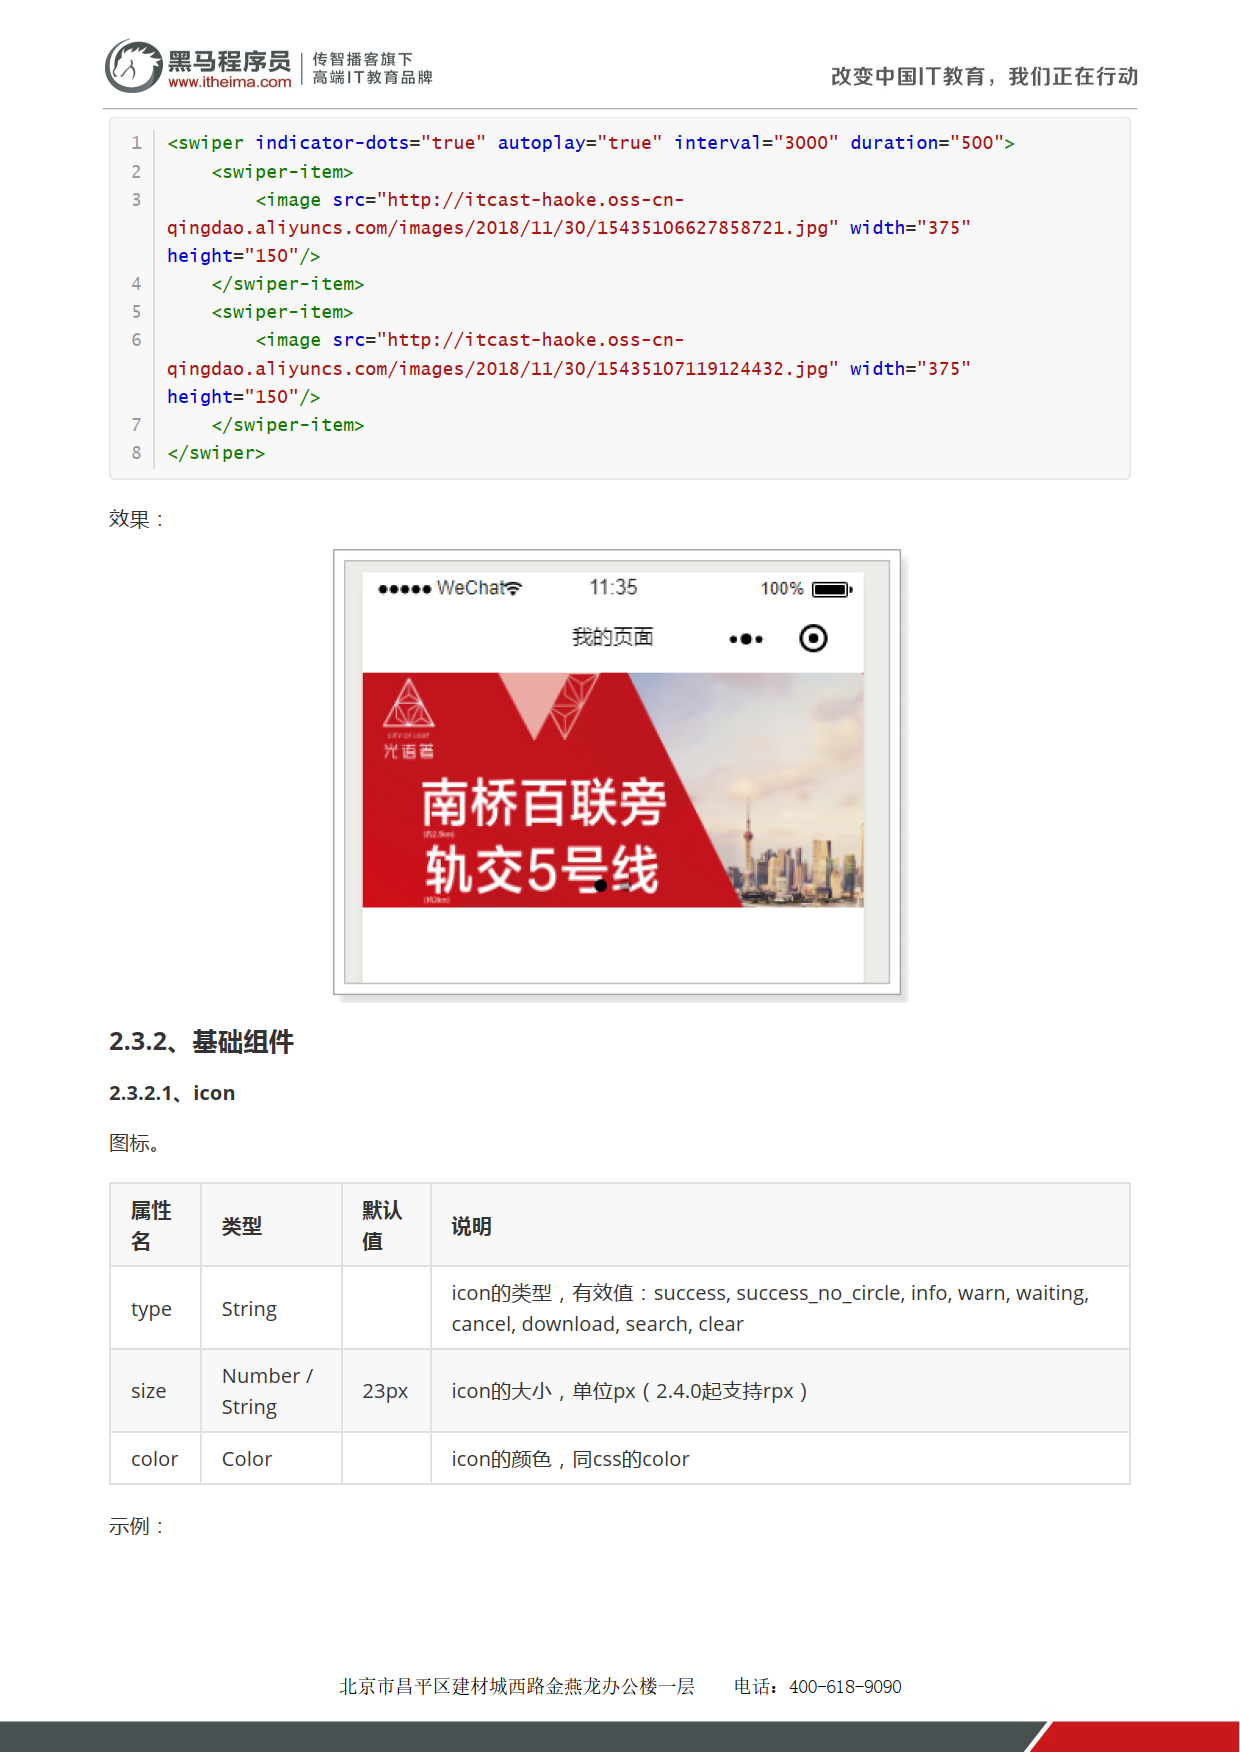 黑马程序员
www.itheima.com
传智播客旗下
高端IT教育品牌
改变中国IT教育，我们正在行动
1 <swiper indicator-dots="true" autoplay="true" interval="3000" duration="500">
2     <swiper-item>
3         <image src="http://itcast-haoke.oss-cn-
qingdao.aliyuncs.com/images/2018/11/30/15435106627858721.jpg" width="375"
height="150"/>
4     </swiper-item>
5     <swiper-item>
6         <image src="http://itcast-haoke.oss-cn-
qingdao.aliyuncs.com/images/2018/11/30/15435107119124432.jpg" width="375"
height="150"/>
7     </swiper-item>
8 </swiper>
效果：
WeChat 11:35 100%
我的页面
CITY OF LIGHT
光语著
南桥百联旁
(约2.5km)
轨交5号线
(约2km)
2.3.2、基础组件
2.3.2.1、icon
图标。
属性名 类型 默认值 说明
type String icon的类型，有效值：success, success_no_circle, info, warn, waiting,
cancel, download, search, clear
size Number / String 23px icon的大小，单位px（2.4.0起支持rpx）
color Color icon的颜色，同css的color
示例：
北京市昌平区建材城西路金燕龙办公楼一层 电话：400-618-9090